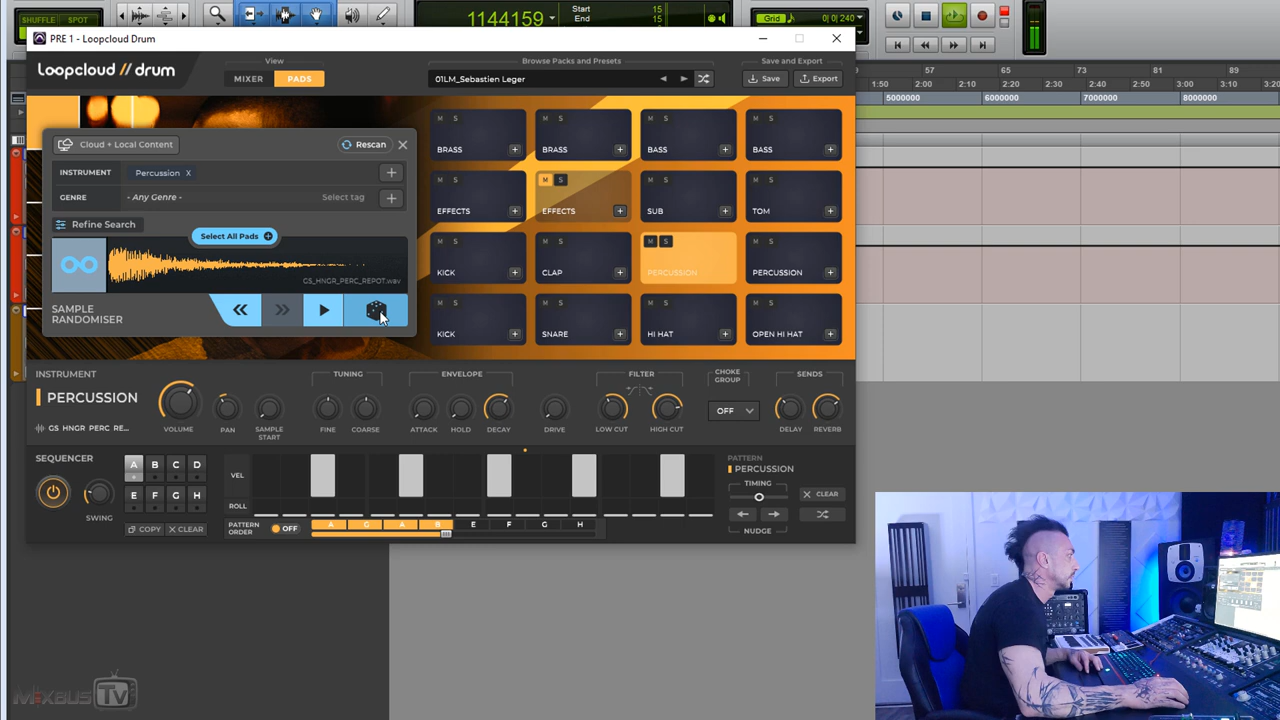 SHUFFLE SPOT
1144159
Start 15
End 15
Grid 0| 0| 240
PRE 1 - Loopcloud Drum
57 65 73 81 89
1:50 2:00 2:10 2:20 2:30 2:40 2:50 3:00 3:10 3:20
5000000 6000000 7000000 8000000
loopcloud // drum
View
MIXER PADS
Browse Packs and Presets
01LM_Sebastien Leger
Save and Export
Save Export
Cloud + Local Content
Rescan
INSTRUMENT Percussion X
GENRE - Any Genre - Select tag
Refine Search
Select All Pads
GS_HNGR_PERC_REPOT.wav
SAMPLE
RANDOMISER
M S M S M S M S
BRASS BRASS BASS BASS
M S M S M S M S
EFFECTS EFFECTS SUB TOM
M S M S M S M S
KICK CLAP PERCUSSION PERCUSSION
M S M S M S M S
KICK SNARE HI HAT OPEN HI HAT
INSTRUMENT
PERCUSSION
GS HNGR PERC RE...
VOLUME
PAN
SAMPLE
START
TUNING
FINE COARSE
ENVELOPE
ATTACK HOLD DECAY
DRIVE
FILTER
LOW CUT HIGH CUT
CHOKE
GROUP
OFF
SENDS
DELAY REVERB
SEQUENCER
A B C D
E F G H
SWING
COPY CLEAR
VEL
ROLL
PATTERN
ORDER
OFF
A G A B E F G H
PATTERN
PERCUSSION
TIMING
CLEAR
NUDGE
MIXBUS TV